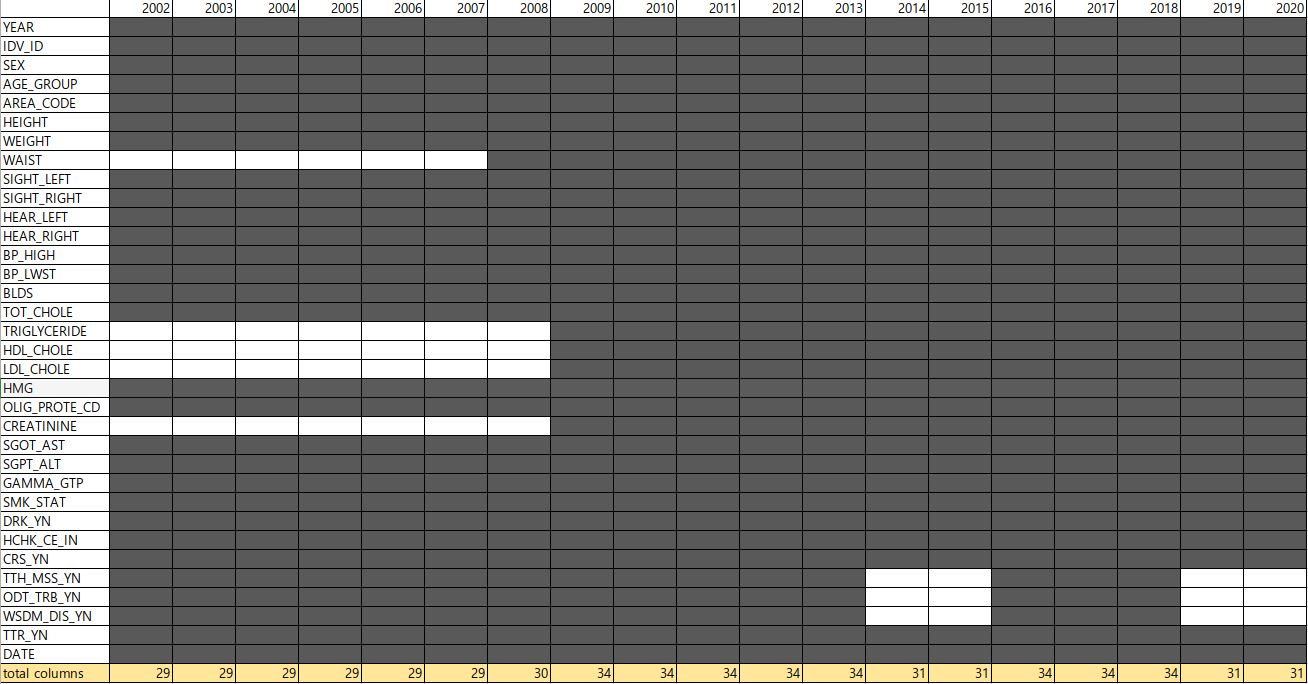 2002 2003 2004 2005 2006 2007 2008 2009 2010 2011 2012 2013 2014 2015 2016 2017 2018 2019 2020
YEAR
IDV_ID
SEX
AGE_GROUP
AREA_CODE
HEIGHT
WEIGHT
WAIST
SIGHT_LEFT
SIGHT_RIGHT
HEAR_LEFT
HEAR_RIGHT
BP_HIGH
BP_LWST
BLDS
TOT_CHOLE
TRIGLYCERIDE
HDL_CHOLE
LDL_CHOLE
HMG
OLIG_PROTE_CD
CREATININE
SGOT_AST
SGPT_ALT
GAMMA_GTP
SMK_STAT
DRK_YN
HCHK_CE_IN
CRS_YN
TTH_MSS_YN
ODT_TRB_YN
WSDM_DIS_YN
TTR_YN
DATE
total columns 29 29 29 29 29 29 30 34 34 34 34 34 31 31 34 34 34 31 31